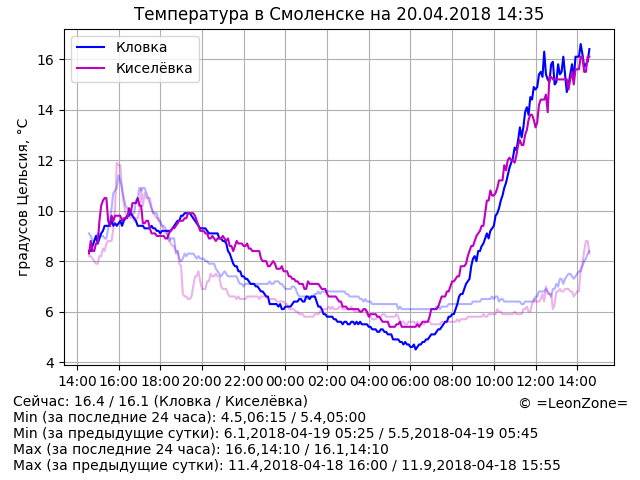 Температура в Смоленске на 20.04.2018 14:35
Кловка
Киселёвка
градусов Цельсия, °C
16
14
12
10
8
6
4
14:00 16:00 18:00 20:00 22:00 00:00 02:00 04:00 06:00 08:00 10:00 12:00 14:00
Сейчас: 16.4 / 16.1 (Кловка / Киселёвка)
© =LeonZone=
Min (за последние 24 часа): 4.5,06:15 / 5.4,05:00
Min (за предыдущие сутки): 6.1,2018-04-19 05:25 / 5.5,2018-04-19 05:45
Max (за последние 24 часа): 16.6,14:10 / 16.1,14:10
Max (за предыдущие сутки): 11.4,2018-04-18 16:00 / 11.9,2018-04-18 15:55